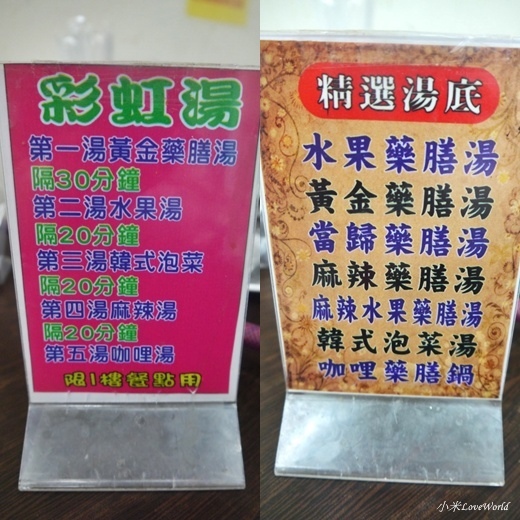 彩虹湯
第一湯黃金藥膳湯
隔30分鐘
第二湯水果湯
隔20分鐘
第三湯韓式泡菜
隔20分鐘
第四湯麻辣湯
隔20分鐘
第五湯咖哩湯
限1樓餐點用
精選湯底
水果藥膳湯
黃金藥膳湯
當歸藥膳湯
麻辣藥膳湯
麻辣水果藥膳湯
韓式泡菜湯
咖哩藥膳鍋
小米LoveWorld